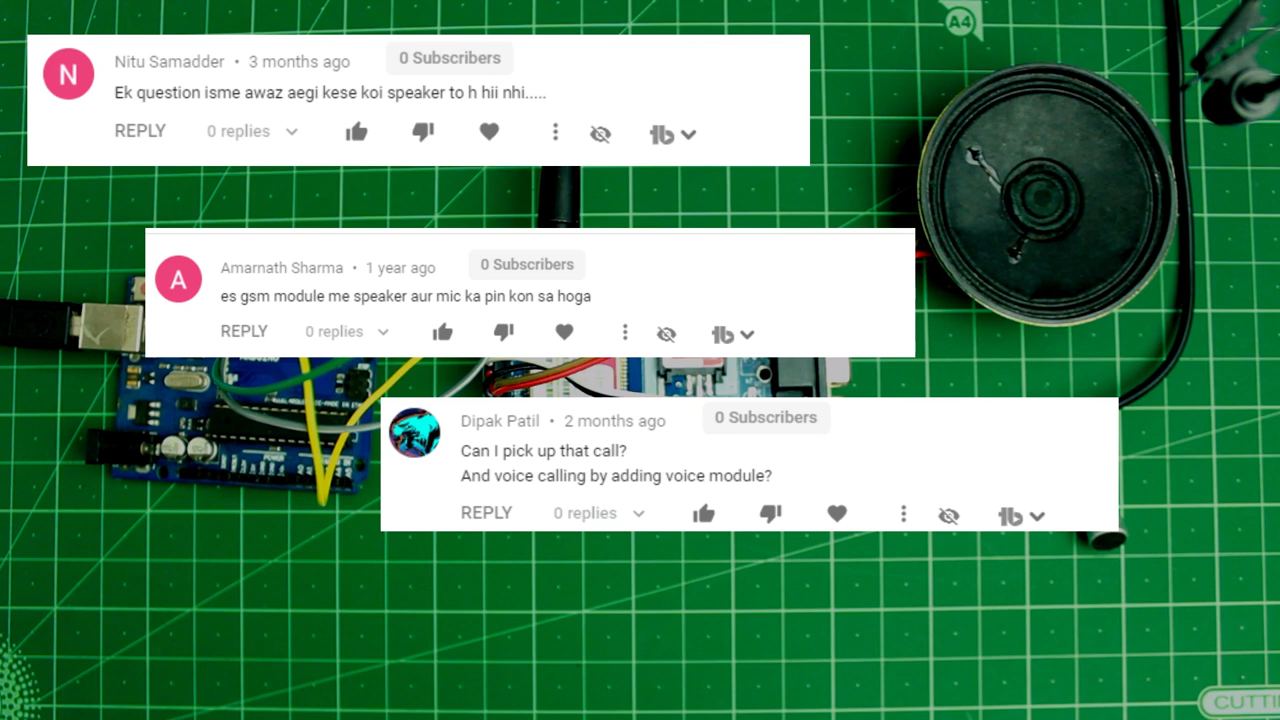 A4
N
Nitu Samadder • 3 months ago 0 Subscribers
Ek question isme awaz aegi kese koi speaker to h hii nhi.....
REPLY 0 replies
A
Amarnath Sharma • 1 year ago 0 Subscribers
es gsm module me speaker aur mic ka pin kon sa hoga
REPLY 0 replies
Dipak Patil • 2 months ago 0 Subscribers
Can I pick up that call?
And voice calling by adding voice module?
REPLY 0 replies
POWER